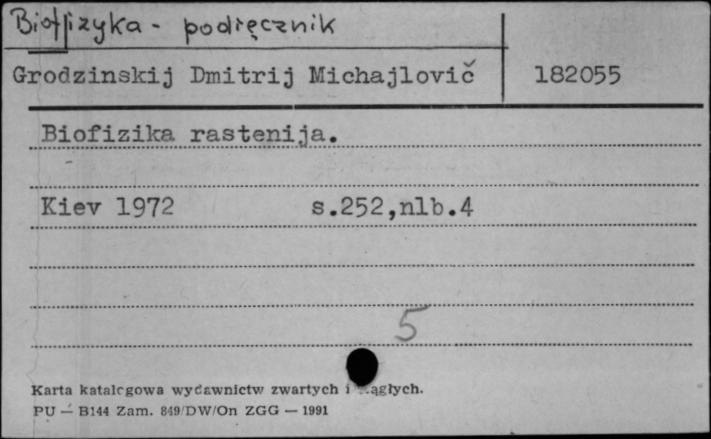 Biofizyka - podręcznik
Grodzinskij Dmitrij Michajlovič 182055
Biofizika rastenija.
Kiev 1972 s.252,nlb.4
5
Karta katalogowa wydawnictw zwartych i
PU — B144 Zam. 849/DW/On ZGG — 1991